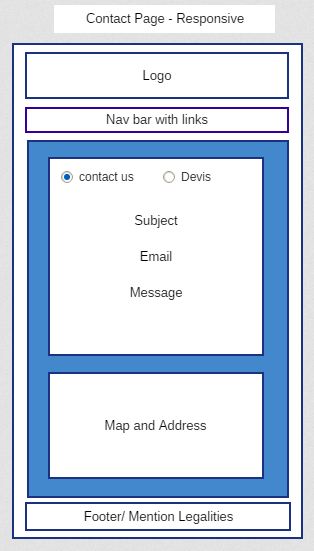 Contact Page - Responsive
Logo
Nav bar with links
contact us Devis
Subject
Email
Message
Map and Address
Footer/ Mention Legalities